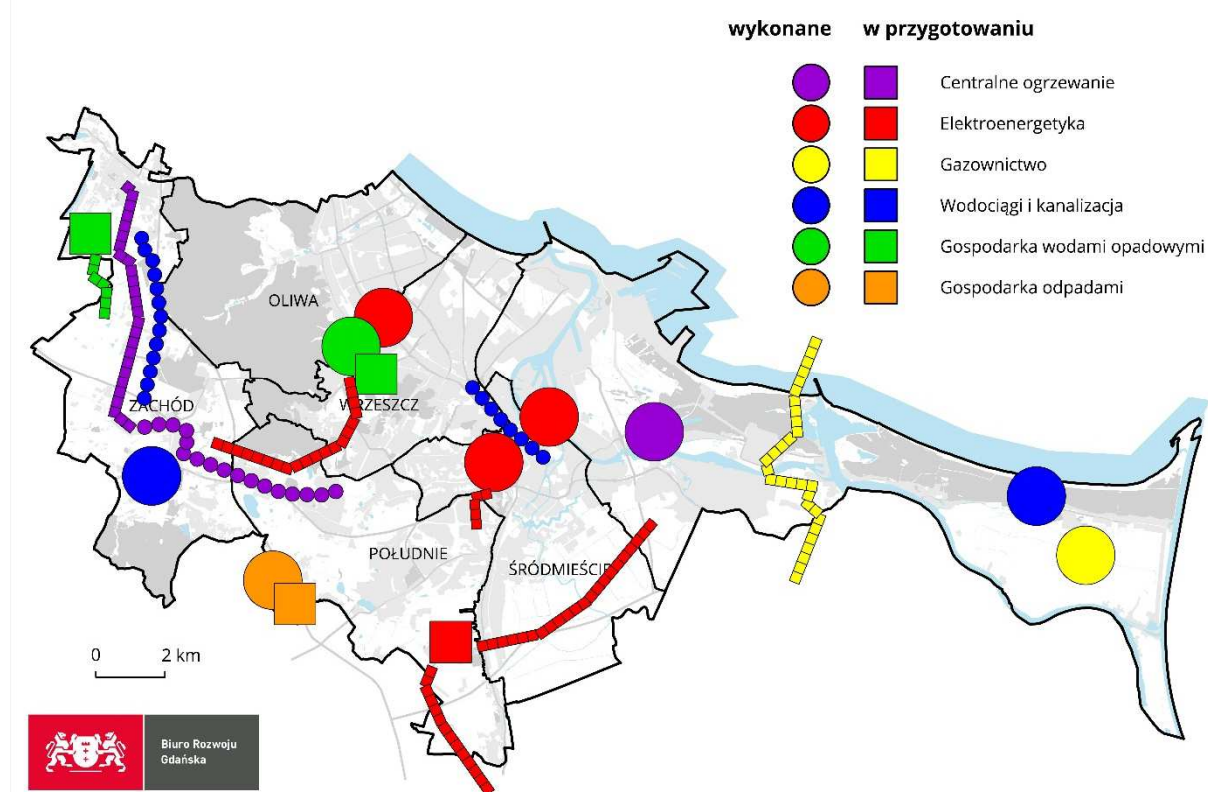 wykonane w przygotowaniu
Centralne ogrzewanie
Elektroenergetyka
Gazownictwo
Wodociągi i kanalizacja
Gospodarka wodami opadowymi
Gospodarka odpadami
OLIWA
ZACHÓD
WRZESZCZ
POŁUDNIE
ŚRÓDMIEŚCIE
0 2 km
Biuro Rozwoju
Gdańska